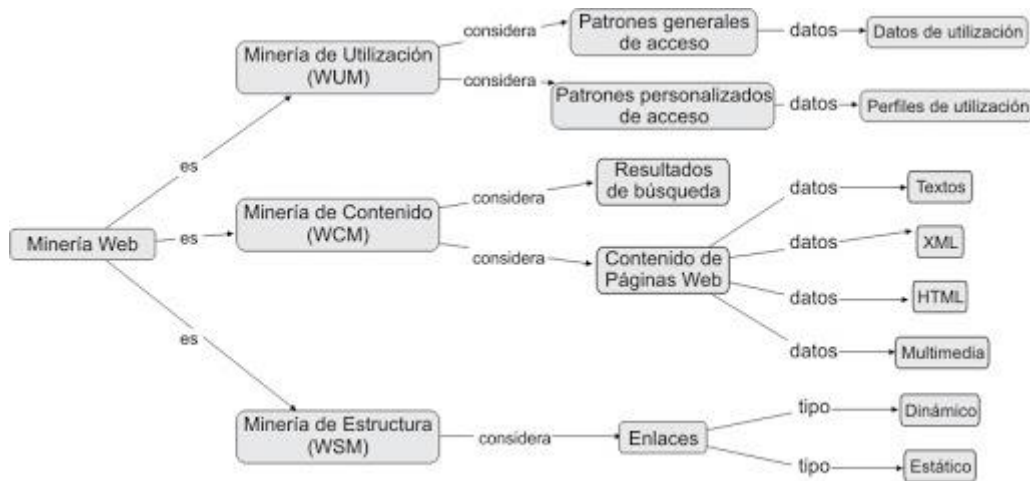 considera
Patrones generales
de acceso
datos
Datos de utilización
Minería de Utilización
(WUM)
considera
Patrones personalizados
de acceso
datos
Perfiles de utilización
es
Resultados
de búsqueda
considera
datos
Textos
Minería Web
es
Minería de Contenido
(WCM)
considera
Contenido de
Páginas Web
datos
XML
datos
HTML
datos
Multimedia
es
Minería de Estructura
(WSM)
considera
Enlaces
tipo
Dinámico
tipo
Estático